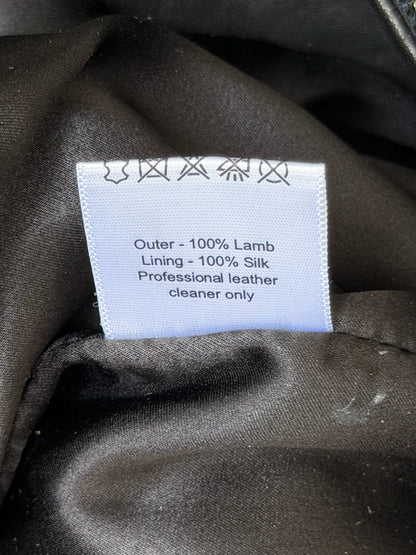 Outer - 100% Lamb
Lining - 100% Silk
Professional leather
cleaner only